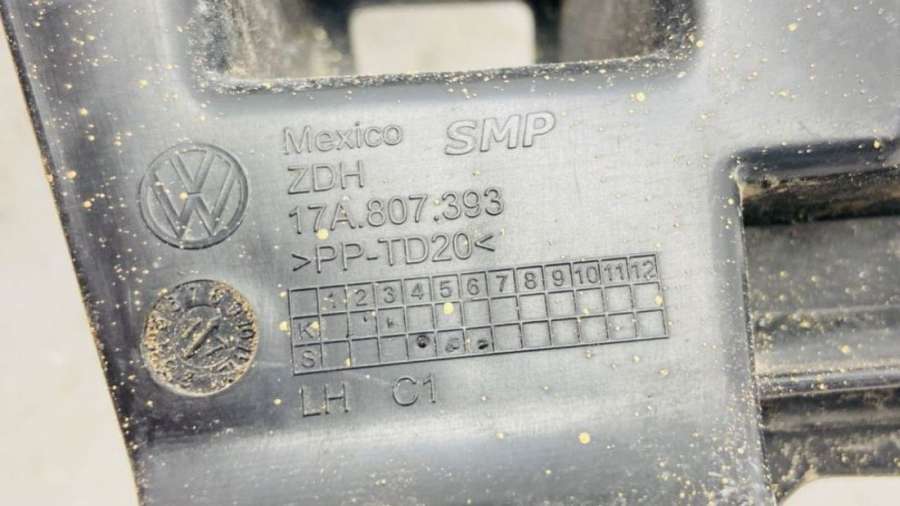 Mexico SMP
ZDH
17A.807.393
>PP-TD20<
1 2 3 4 5 6 7 8 9 10 11 12
K
S
LH C1